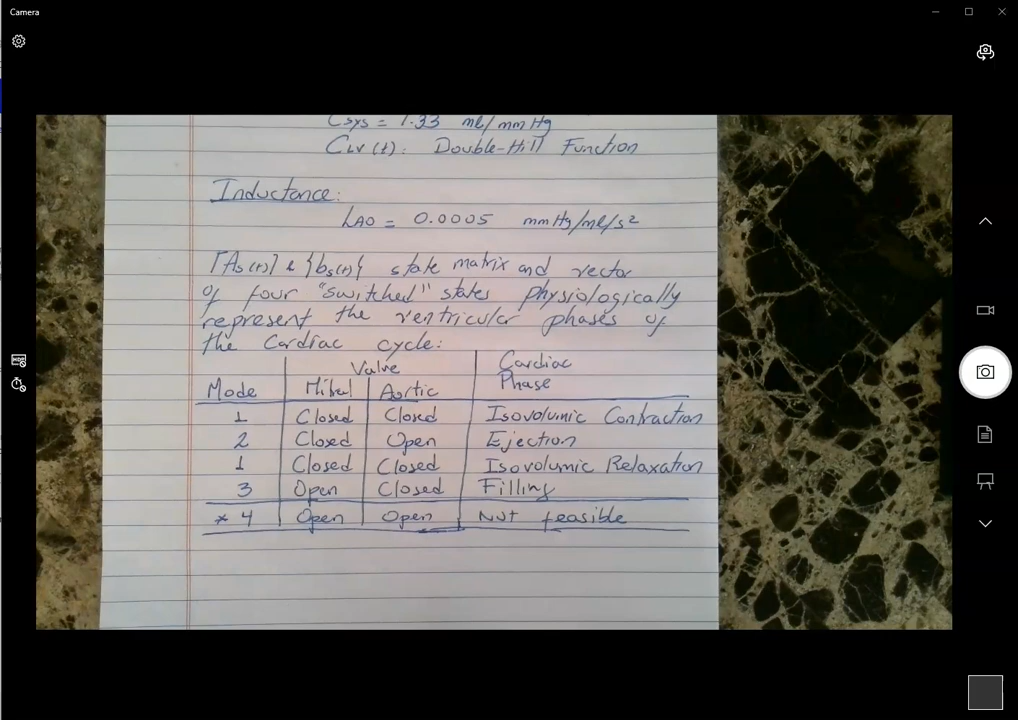 Camera
Csys = 1.33 ml/mmHg
CLV(t): Double-Hill Function
Inductance:
LAO = 0.0005 mmHg/ml/s²
[As(t)] & {bs(t)} state matrix and vector
of four "switched" states physiologically
represent the ventricular phases of
the Cardiac cycle:
Valve Cardiac
Mode Mitral Aortic Phase
1 Closed Closed Isovolumic Contraction
2 Closed Open Ejection
1 Closed Closed Isovolumic Relaxation
3 Open Closed Filling
* 4 Open Open Not feasible